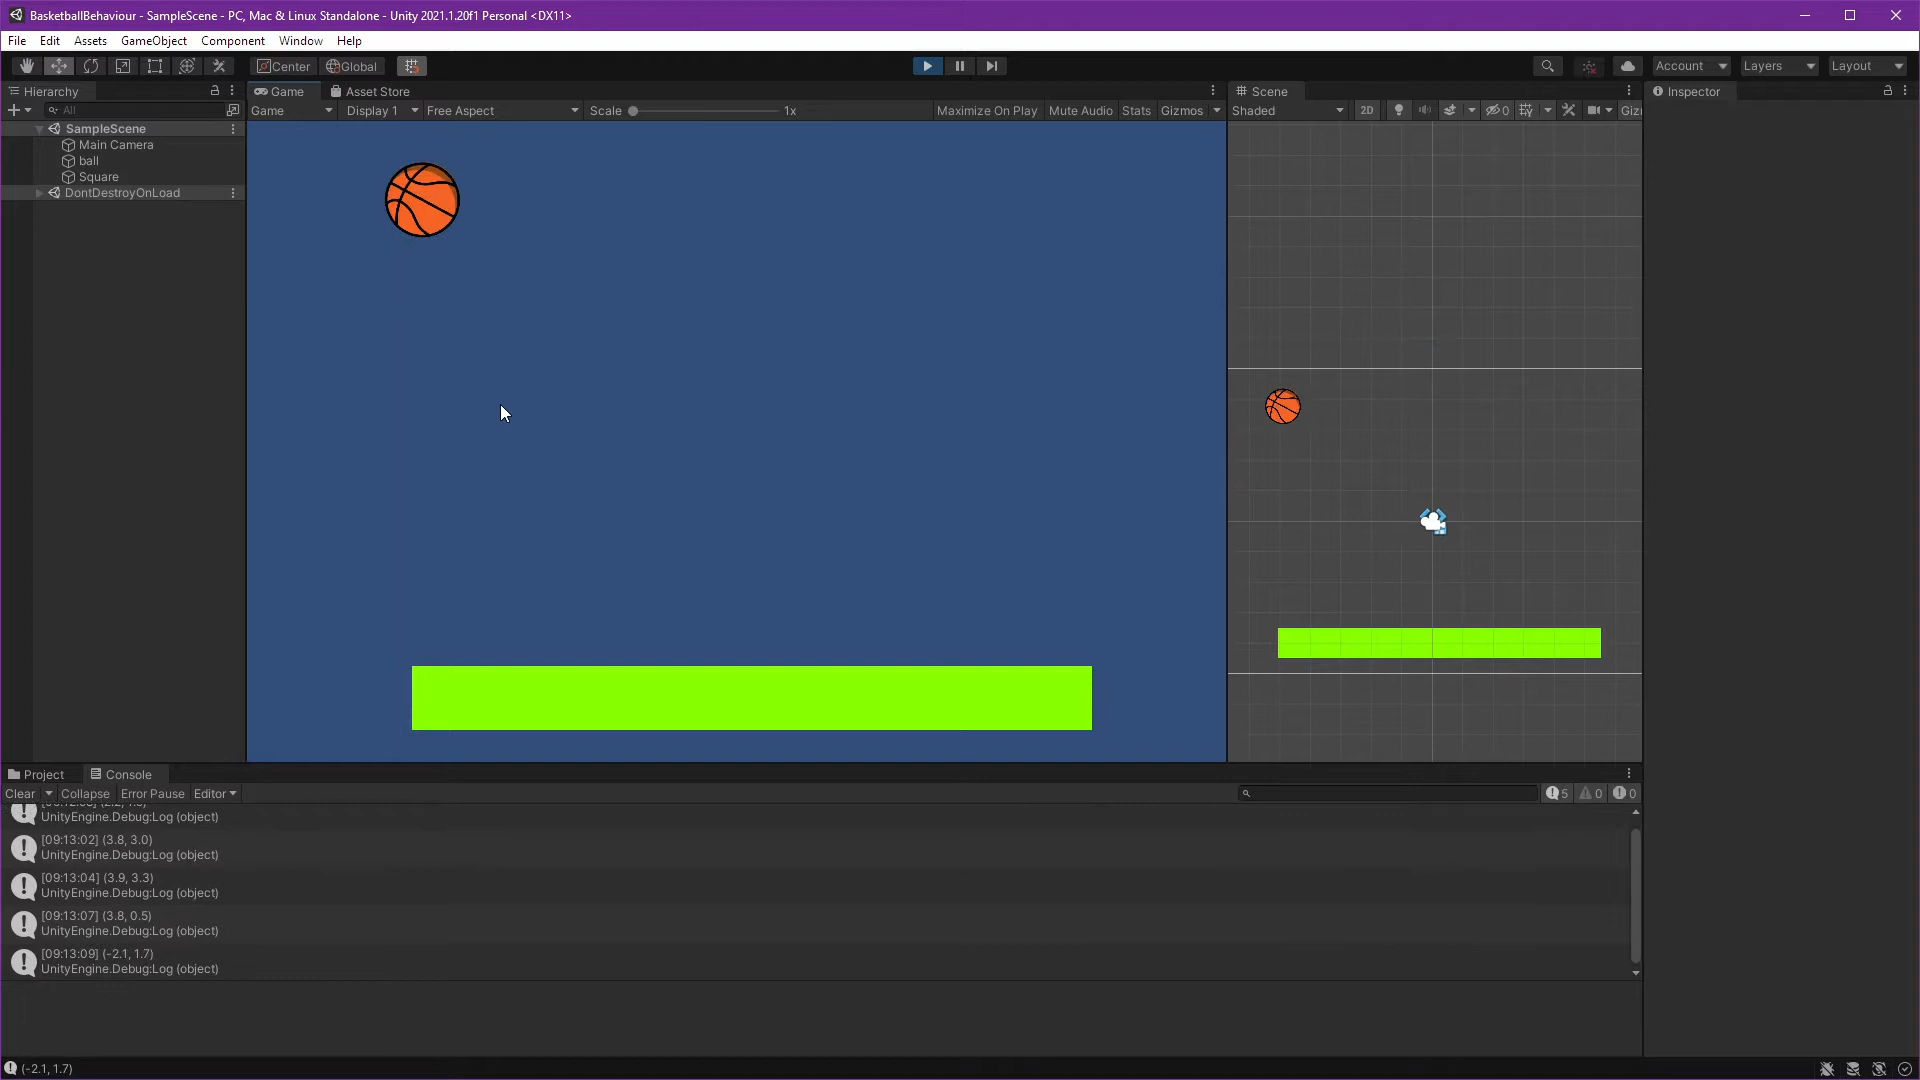 BasketballBehaviour - SampleScene - PC, Mac & Linux Standalone - Unity 2021.1.20f1 Personal <DX11>
File Edit Assets GameObject Component Window Help
Center Global Account Layers Layout
Hierarchy Game Asset Store Scene Inspector
All Game Display 1 Free Aspect Scale 1x Maximize On Play Mute Audio Stats Gizmos Shaded 2D 0 Giz
SampleScene
Main Camera
ball
Square
DontDestroyOnLoad
Project Console
Clear Collapse Error Pause Editor 5 0 0
UnityEngine.Debug:Log (object)
[09:13:02] (3.8, 3.0)
UnityEngine.Debug:Log (object)
[09:13:04] (3.9, 3.3)
UnityEngine.Debug:Log (object)
[09:13:07] (3.8, 0.5)
UnityEngine.Debug:Log (object)
[09:13:09] (-2.1, 1.7)
UnityEngine.Debug:Log (object)
(-2.1, 1.7)